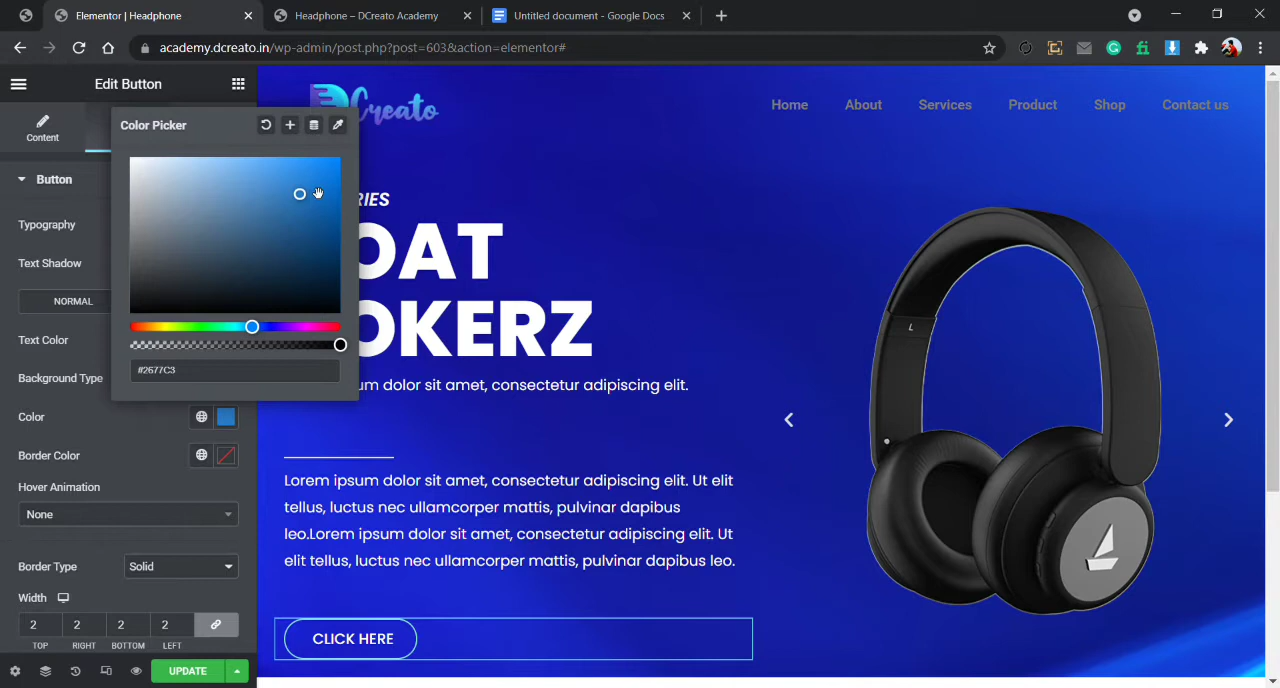 Elementor | Headphone
Headphone – DCreato Academy
Untitled document - Google Docs
academy.dcreato.in/wp-admin/post.php?post=603&action=elementor#
Edit Button
Content
Color Picker
Button
Typography
Text Shadow
NORMAL
Text Color
Background Type
#2677C3
Color
Border Color
Hover Animation
None
Border Type
Solid
Width
2 2 2 2
TOP RIGHT BOTTOM LEFT
UPDATE
DCreato
Home About Services Product Shop Contact us
RIES
OAT
OKERZ
um dolor sit amet, consectetur adipiscing elit.
Lorem ipsum dolor sit amet, consectetur adipiscing elit. Ut elit
tellus, luctus nec ullamcorper mattis, pulvinar dapibus
leo.Lorem ipsum dolor sit amet, consectetur adipiscing elit. Ut
elit tellus, luctus nec ullamcorper mattis, pulvinar dapibus leo.
CLICK HERE
L